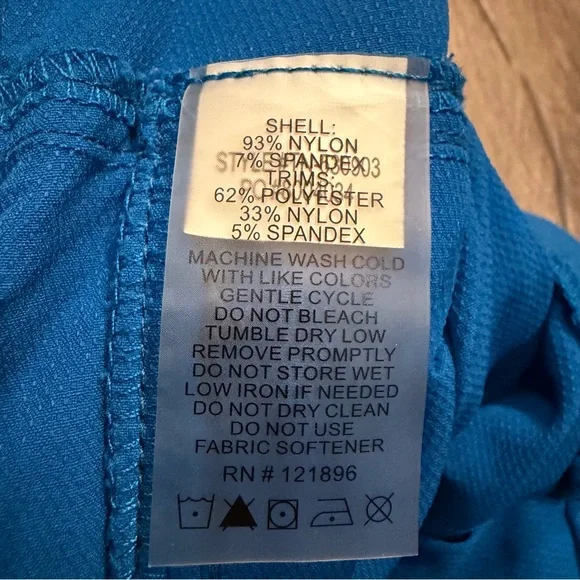 SHELL:
93% NYLON
7% SPANDEX
TRIMS:
62% POLYESTER
33% NYLON
5% SPANDEX
MACHINE WASH COLD
WITH LIKE COLORS
GENTLE CYCLE
DO NOT BLEACH
TUMBLE DRY LOW
REMOVE PROMPTLY
DO NOT STORE WET
LOW IRON IF NEEDED
DO NOT DRY CLEAN
DO NOT USE
FABRIC SOFTENER
RN # 121896